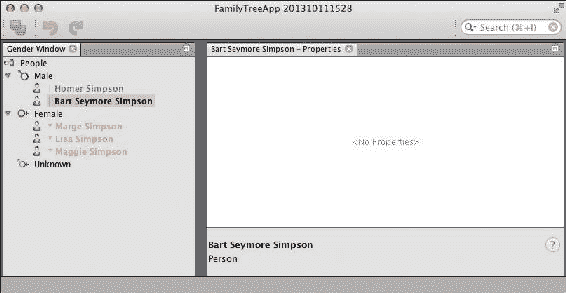 FamilyTreeApp 201310111528
Search (⌘+I)
Gender Window
People
Male
Homer Simpson
Bart Seymore Simpson
Female
* Marge Simpson
* Lisa Simpson
* Maggie Simpson
Unknown
Bart Seymore Simpson - Properties
<No Properties>
Bart Seymore Simpson
Person
?